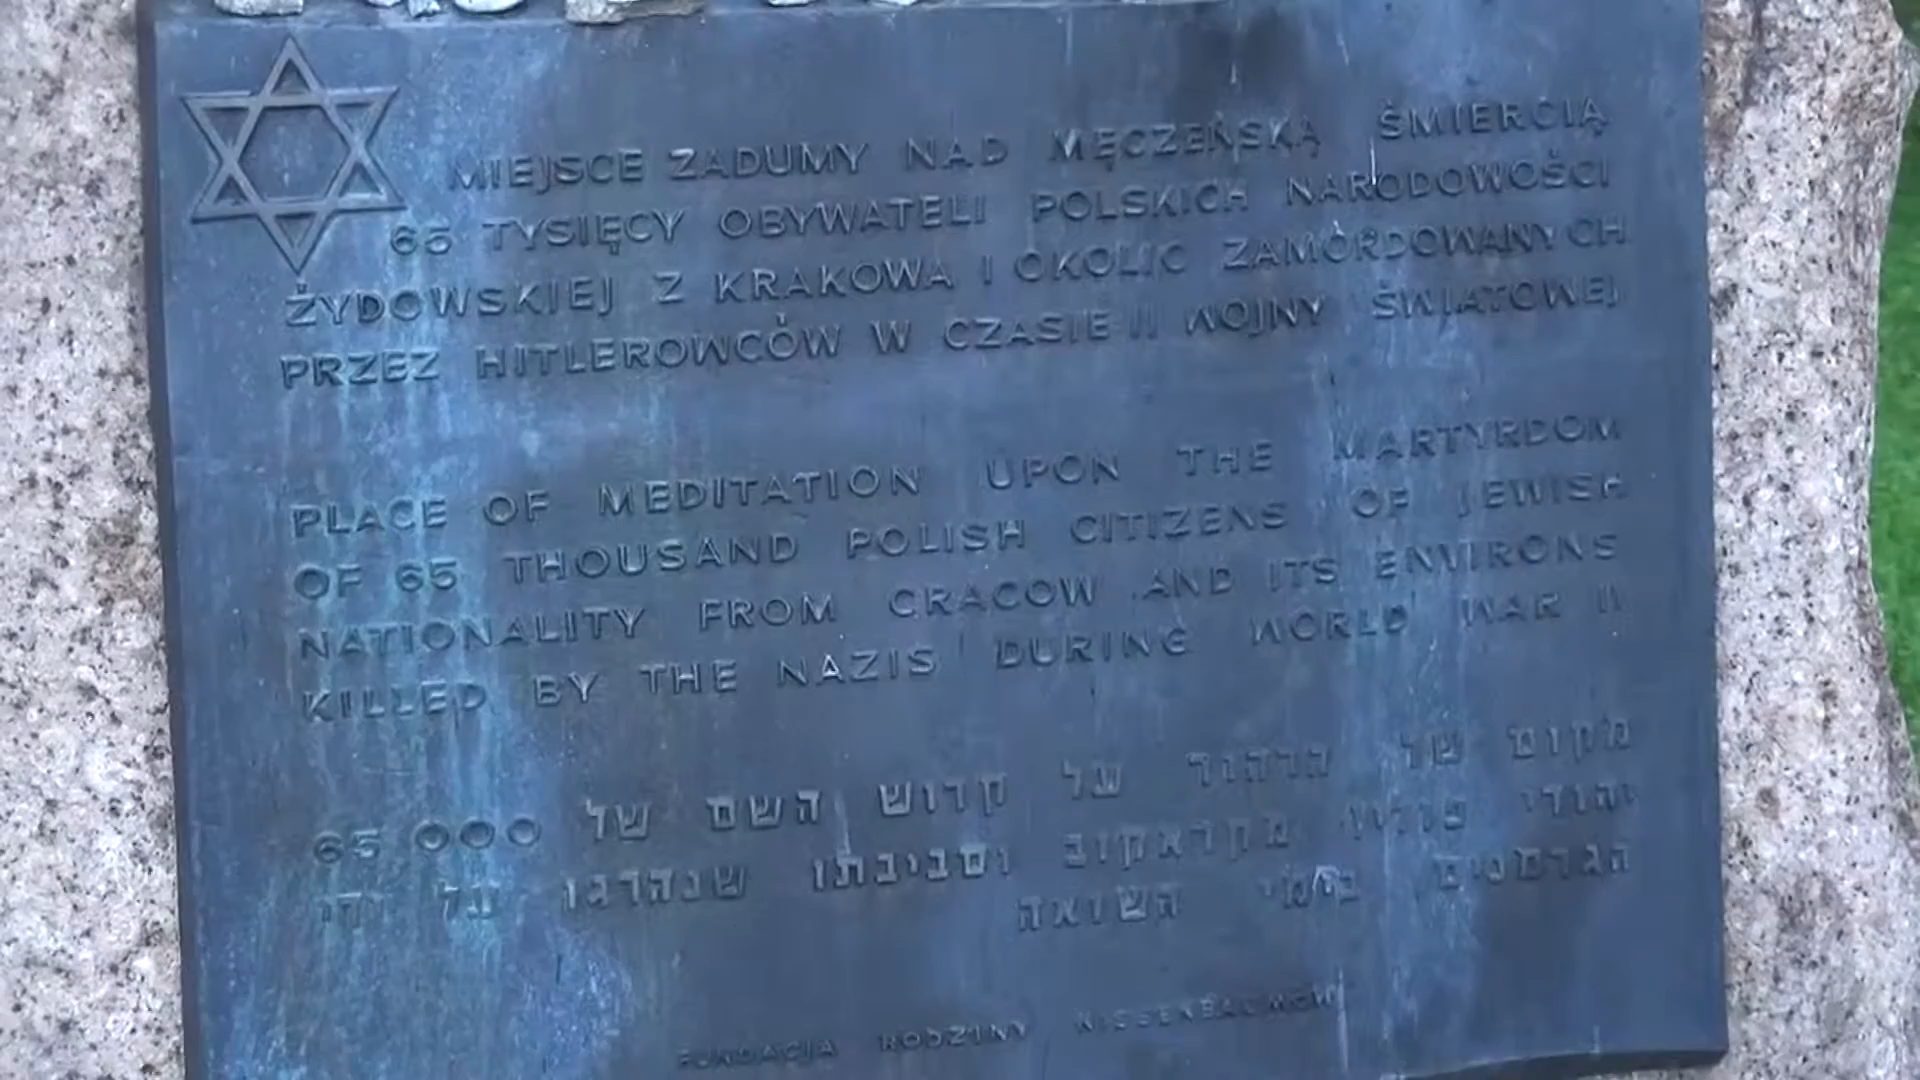 MIEJSCE ZADUMY NAD MĘCZEŃSKĄ ŚMIERCIĄ
65 TYSIĘCY OBYWATELI POLSKICH NARODOWOŚCI
ŻYDOWSKIEJ Z KRAKOWA I OKOLIC ZAMORDOWANYCH
PRZEZ HITLEROWCÓW W CZASIE II WOJNY ŚWIATOWEJ
PLACE OF MEDITATION UPON THE MARTYRDOM
OF 65 THOUSAND POLISH CITIZENS OF JEWISH
NATIONALITY FROM CRACOW AND ITS ENVIRONS
KILLED BY THE NAZIS DURING WORLD WAR II
מקום של הרהור על קדוש השם של 65 000
יהודי פולין מקראקוב וסביבתו שנהרגו על ידי
הגרמנים בימי השואה
FUNDACJA RODZINY NISSENBAUMÓW